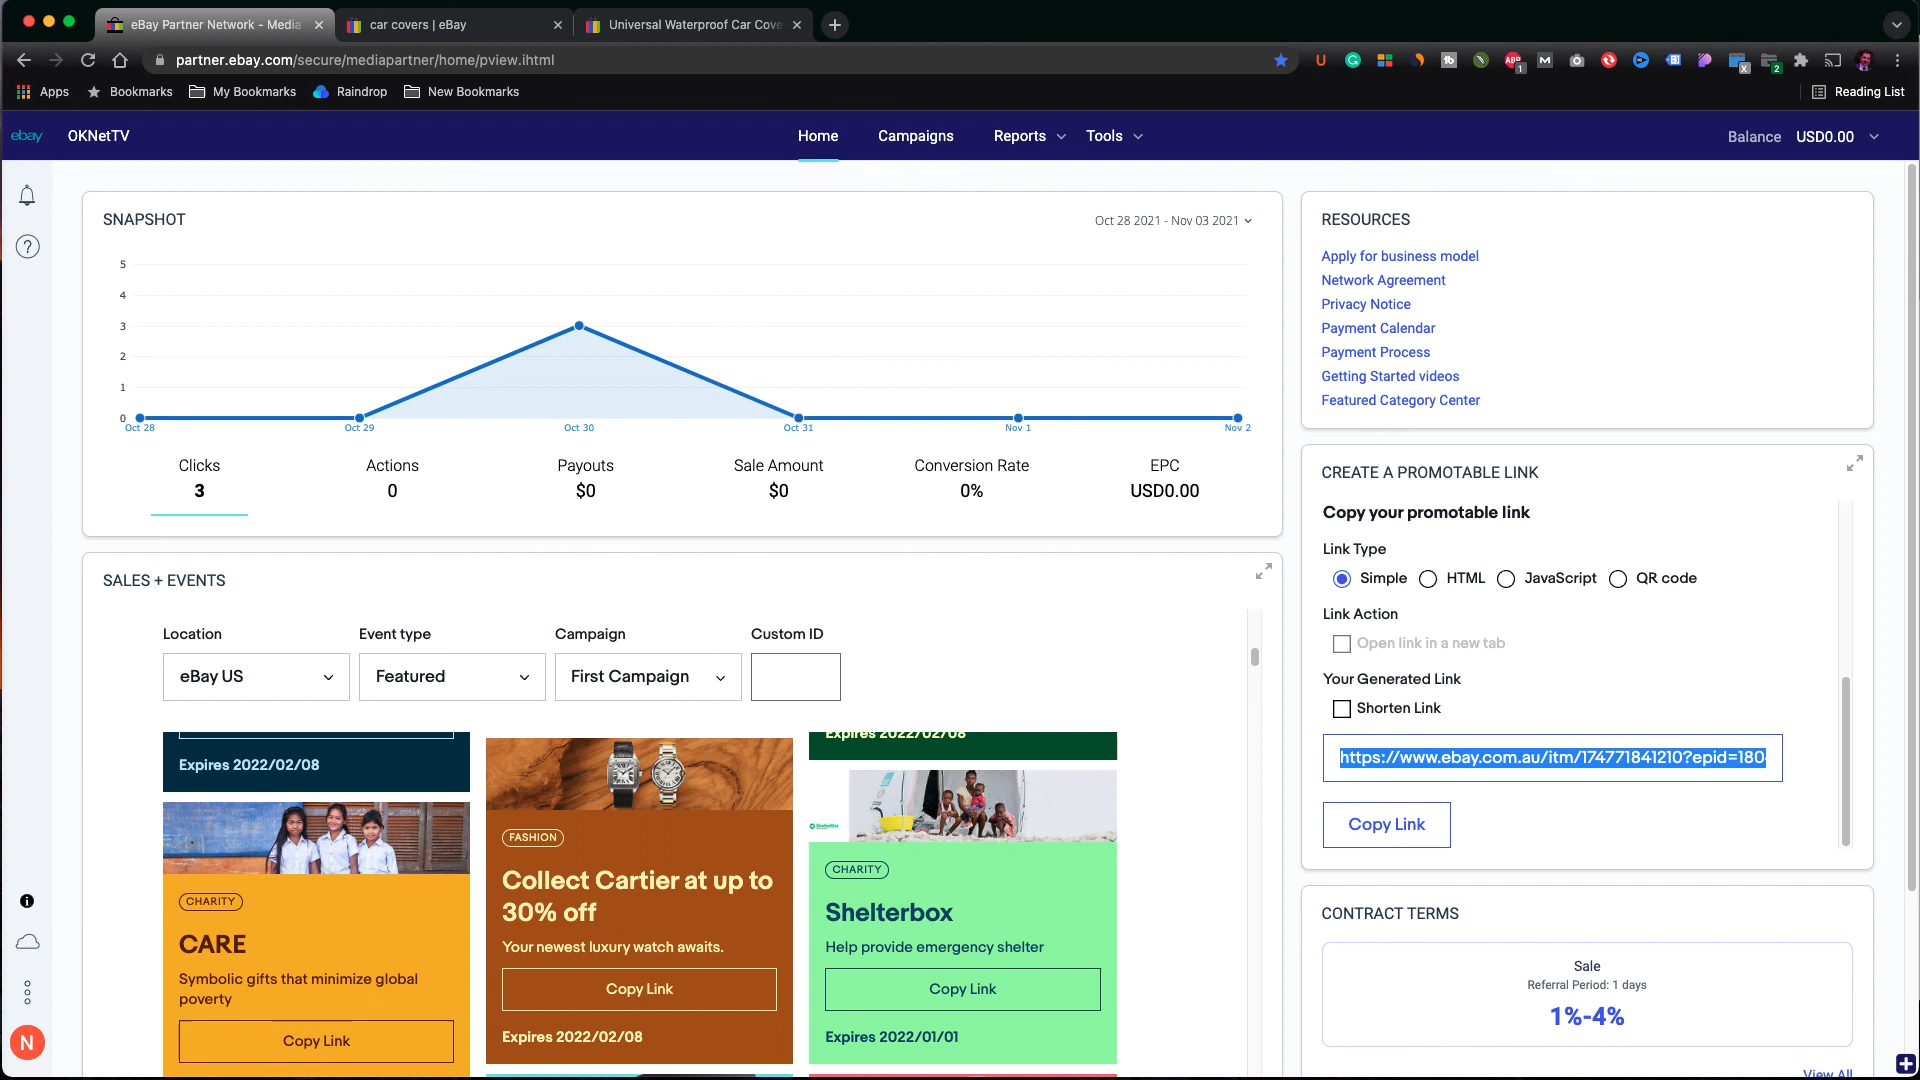 eBay Partner Network - Media
car covers | eBay
Universal Waterproof Car Cove
partner.ebay.com/secure/mediapartner/home/pview.ihtml
Apps
Bookmarks
My Bookmarks
Raindrop
New Bookmarks
Reading List
ebay
OKNetTV
Home
Campaigns
Reports
Tools
Balance USD0.00
SNAPSHOT
Oct 28 2021 - Nov 03 2021
5
4
3
2
1
0
Oct 28
Oct 29
Oct 30
Oct 31
Nov 1
Nov 2
Clicks
3
Actions
0
Payouts
$0
Sale Amount
$0
Conversion Rate
0%
EPC
USD0.00
SALES + EVENTS
Location
eBay US
Event type
Featured
Campaign
First Campaign
Custom ID
Expires 2022/02/08
CHARITY
CARE
Symbolic gifts that minimize global
poverty
Copy Link
FASHION
Collect Cartier at up to
30% off
Your newest luxury watch awaits.
Copy Link
Expires 2022/02/08
Expires 2022/02/08
CHARITY
Shelterbox
Help provide emergency shelter
Copy Link
Expires 2022/01/01
RESOURCES
Apply for business model
Network Agreement
Privacy Notice
Payment Calendar
Payment Process
Getting Started videos
Featured Category Center
CREATE A PROMOTABLE LINK
Copy your promotable link
Link Type
Simple
HTML
JavaScript
QR code
Link Action
Open link in a new tab
Your Generated Link
Shorten Link
https://www.ebay.com.au/itm/174771841210?epid=180
Copy Link
CONTRACT TERMS
Sale
Referral Period: 1 days
1%-4%
View All
N